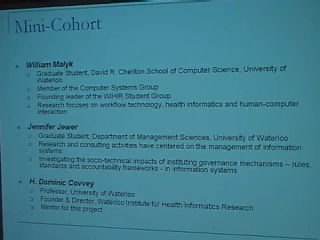 Mini-Cohort
William Malyk
Graduate Student, David R. Cheriton School of Computer Science, University of
Waterloo
Member of the Computer Systems Group
Founding leader of the WIHIR Student Group
Research focuses on workflow technology, health informatics and human-computer
interaction
Jennifer Jewer
Graduate Student, Department of Management Sciences, University of Waterloo
Research and consulting activities have centered on the management of information
systems
Investigating the socio-technical impacts of instituting governance mechanisms – rules,
standards and accountability frameworks - in information systems
H. Dominic Covvey
Professor, University of Waterloo
Founder & Director, Waterloo Institute for Health Informatics Research
Mentor for this project